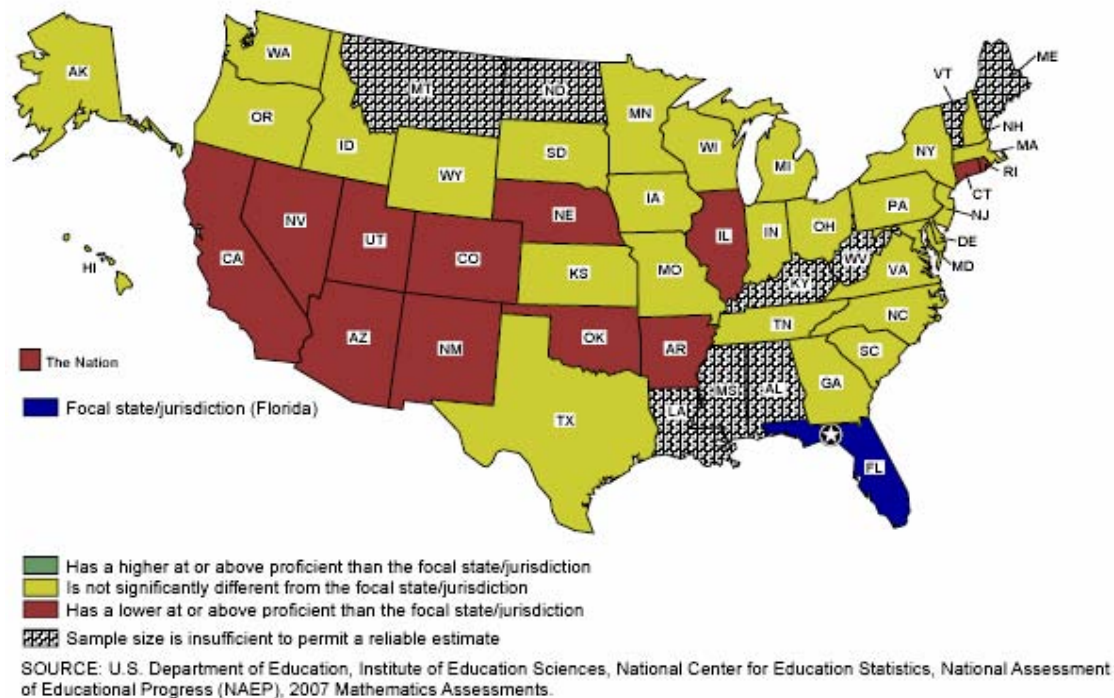 AK
WA
MT
ND
MN
VT
ME
OR
ID
SD
WI
MI
NY
NH
MA
RI
CT
WY
IA
PA
NJ
NE
NV
UT
CO
IL
IN
OH
DE
MD
CA
KS
MO
WV
VA
KY
HI
AZ
NM
OK
AR
TN
NC
SC
MS
AL
GA
LA
TX
FL
The Nation
Focal state/jurisdiction (Florida)
Has a higher at or above proficient than the focal state/jurisdiction
Is not significantly different from the focal state/jurisdiction
Has a lower at or above proficient than the focal state/jurisdiction
Sample size is insufficient to permit a reliable estimate
SOURCE: U.S. Department of Education, Institute of Education Sciences, National Center for Education Statistics, National Assessment
of Educational Progress (NAEP), 2007 Mathematics Assessments.